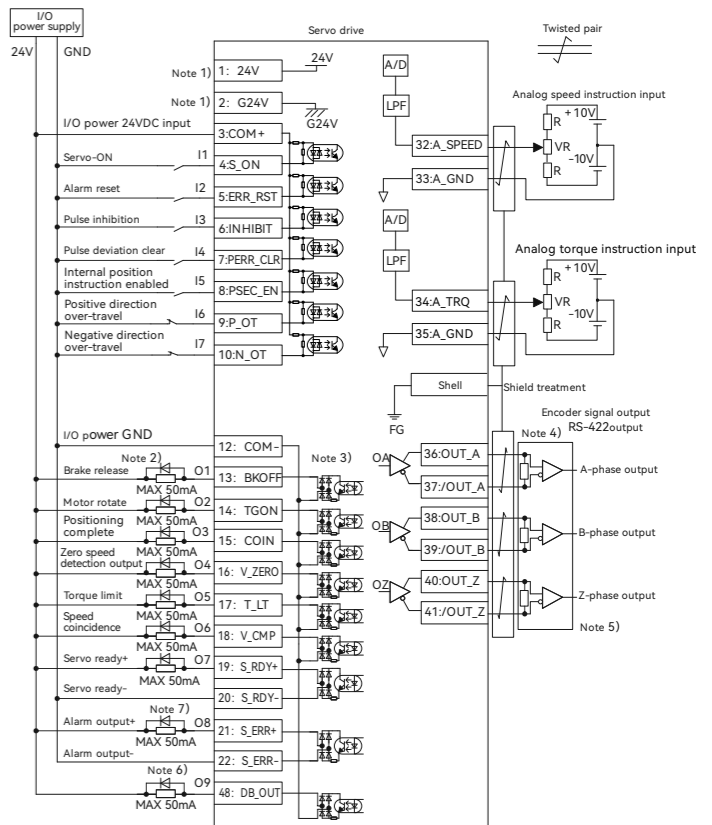 I/O
power supply
24V
GND
Servo drive
Twisted pair
Note 1)
1: 24V
24V
Note 1)
2: G24V
G24V
I/O power 24VDC input
3:COM+
Servo-ON
I1
4:S_ON
Alarm reset
I2
5:ERR_RST
Pulse inhibition
I3
6:INHIBIT
Pulse deviation clear
I4
7:PERR_CLR
Internal position
instruction enabled
I5
8:PSEC_EN
Positive direction
over-travel
I6
9:P_OT
Negative direction
over-travel
I7
10:N_OT
A/D
LPF
32:A_SPEED
33:A_GND
Analog speed instruction input
+10V
R
VR
-10V
R
A/D
LPF
34:A_TRQ
35:A_GND
Analog torque instruction input
+10V
R
VR
-10V
R
Shell
Shield treatment
FG
I/O power GND
12: COM-
Note 2)
Brake release
O1
13: BKOFF
MAX 50mA
Motor rotate
O2
14: TGON
MAX 50mA
Positioning
complete
O3
15: COIN
MAX 50mA
Zero speed
detection output
O4
16: V_ZERO
MAX 50mA
Torque limit
O5
17: T_LT
MAX 50mA
Speed
coincidence
O6
18: V_CMP
MAX 50mA
Servo ready+
O7
19: S_RDY+
MAX 50mA
Servo ready-
20: S_RDY-
Note 7)
Alarm output+
O8
21: S_ERR+
MAX 50mA
Alarm output-
22: S_ERR-
Note 6)
O9
48: DB_OUT
MAX 50mA
Note 3)
Encoder signal output
RS-422output
Note 4)
OA
36:OUT_A
37:/OUT_A
A-phase output
OB
38:OUT_B
39:/OUT_B
B-phase output
OZ
40:OUT_Z
41:/OUT_Z
Z-phase output
Note 5)